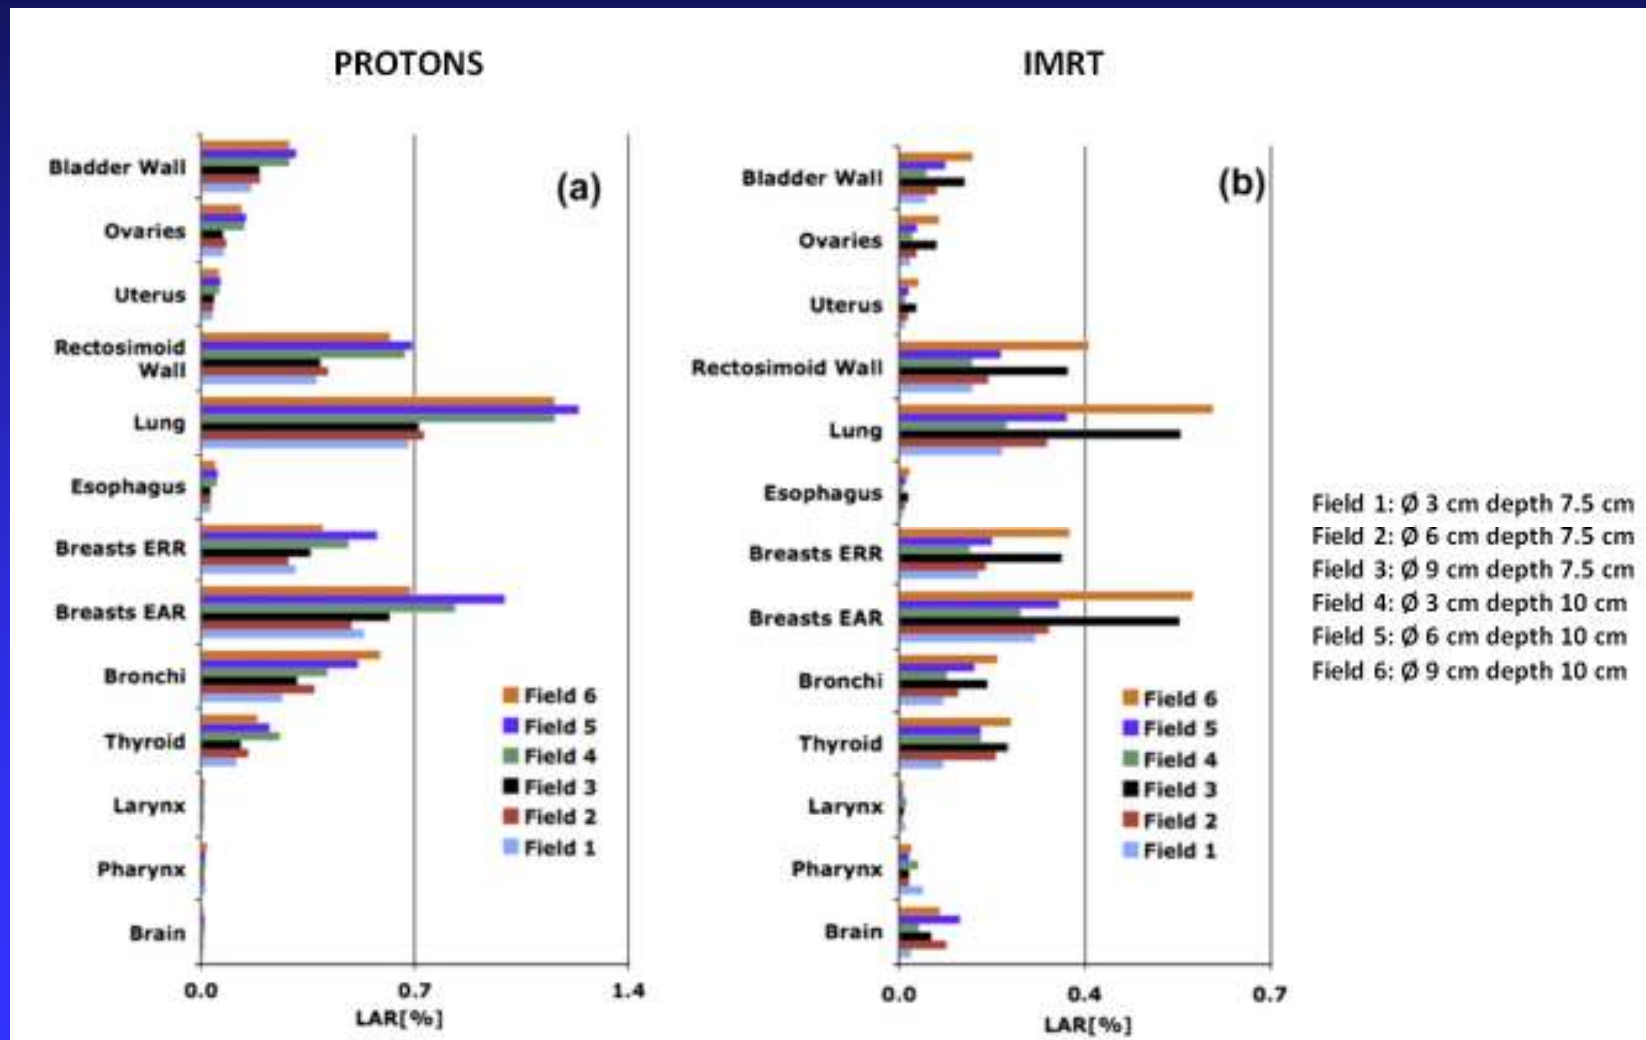 PROTONS
(a)
Bladder Wall
Ovaries
Uterus
Rectosimoid
Wall
Lung
Esophagus
Breasts ERR
Breasts EAR
Bronchi
Thyroid
Larynx
Pharynx
Brain
Field 6
Field 5
Field 4
Field 3
Field 2
Field 1
0.0 0.7 1.4
LAR[%]
IMRT
(b)
Bladder Wall
Ovaries
Uterus
Rectosimoid Wall
Lung
Esophagus
Breasts ERR
Breasts EAR
Bronchi
Thyroid
Larynx
Pharynx
Brain
Field 6
Field 5
Field 4
Field 3
Field 2
Field 1
0.0 0.4 0.7
LAR[%]
Field 1: Ø 3 cm depth 7.5 cm
Field 2: Ø 6 cm depth 7.5 cm
Field 3: Ø 9 cm depth 7.5 cm
Field 4: Ø 3 cm depth 10 cm
Field 5: Ø 6 cm depth 10 cm
Field 6: Ø 9 cm depth 10 cm